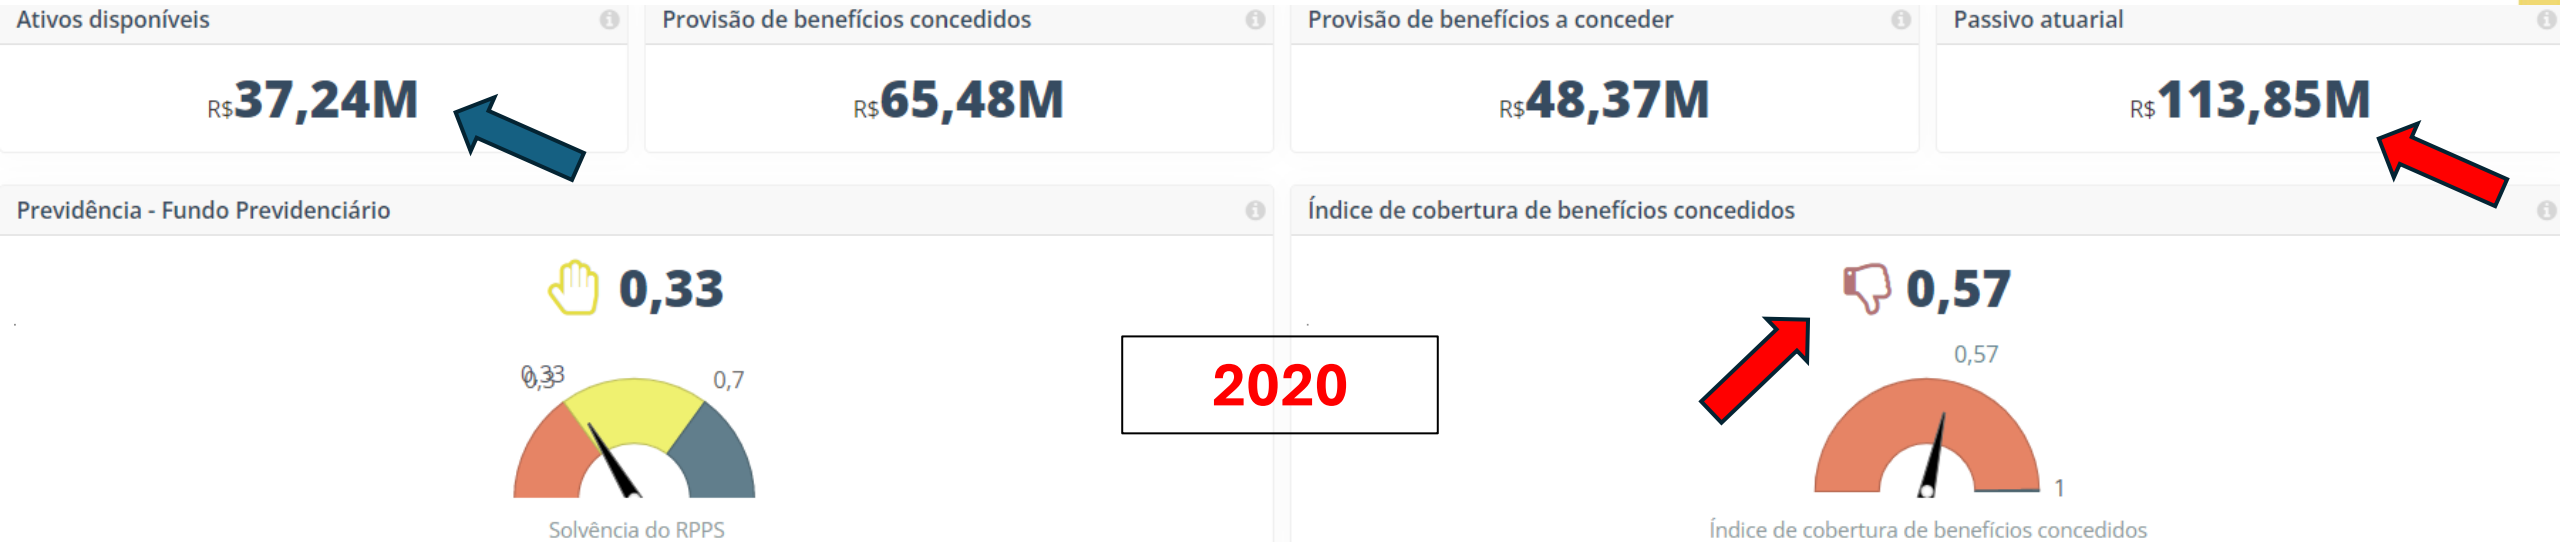 Ativos disponíveis
Provisão de benefícios concedidos
Provisão de benefícios a conceder
Passivo atuarial
R$37,24M
R$65,48M
R$48,37M
R$113,85M
Previdência - Fundo Previdenciário
Índice de cobertura de benefícios concedidos
0,33
0,57
2020
0,33
0,3
0,7
Solvência do RPPS
0,57
1
Índice de cobertura de benefícios concedidos